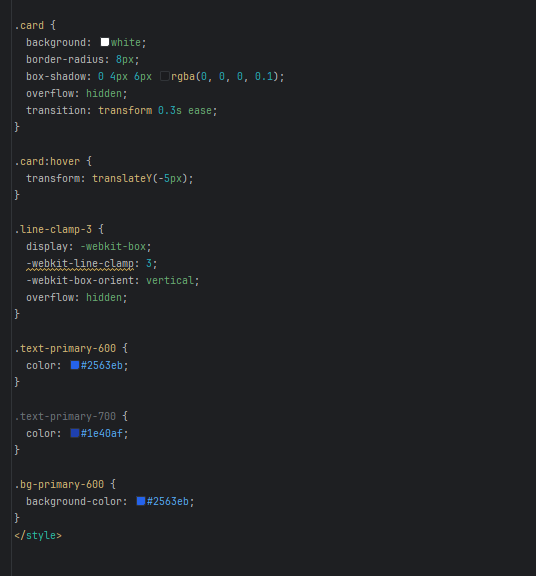 .card {
  background: white;
  border-radius: 8px;
  box-shadow: 0 4px 6px rgba(0, 0, 0, 0.1);
  overflow: hidden;
  transition: transform 0.3s ease;
}

.card:hover {
  transform: translateY(-5px);
}

.line-clamp-3 {
  display: -webkit-box;
  -webkit-line-clamp: 3;
  -webkit-box-orient: vertical;
  overflow: hidden;
}

.text-primary-600 {
  color: #2563eb;
}

.text-primary-700 {
  color: #1e40af;
}

.bg-primary-600 {
  background-color: #2563eb;
}
</style>